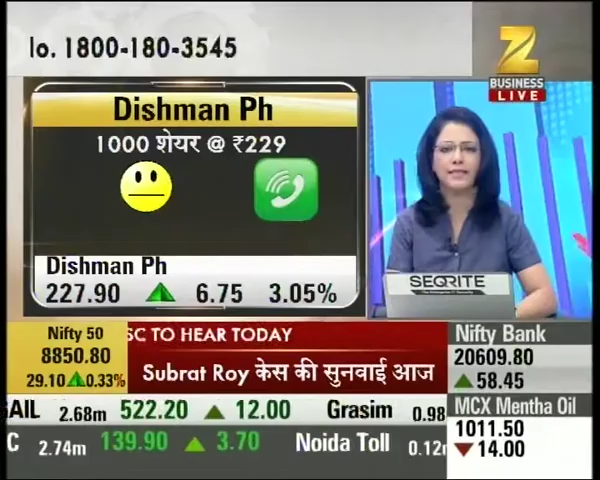 lo. 1800-180-3545
Z
BUSINESS
LIVE
Dishman Ph
1000 शेयर @ ₹229
Dishman Ph
227.90 6.75 3.05%
SEQRITE
Nifty 50
8850.80
29.10 0.33%
SC TO HEAR TODAY
Subrat Roy केस की सुनवाई आज
Nifty Bank
20609.80
58.45
MCX Mentha Oil
1011.50
14.00
GAIL 2.68m 522.20 12.00 Grasim 0.98
C 2.74m 139.90 3.70 Noida Toll 0.12m